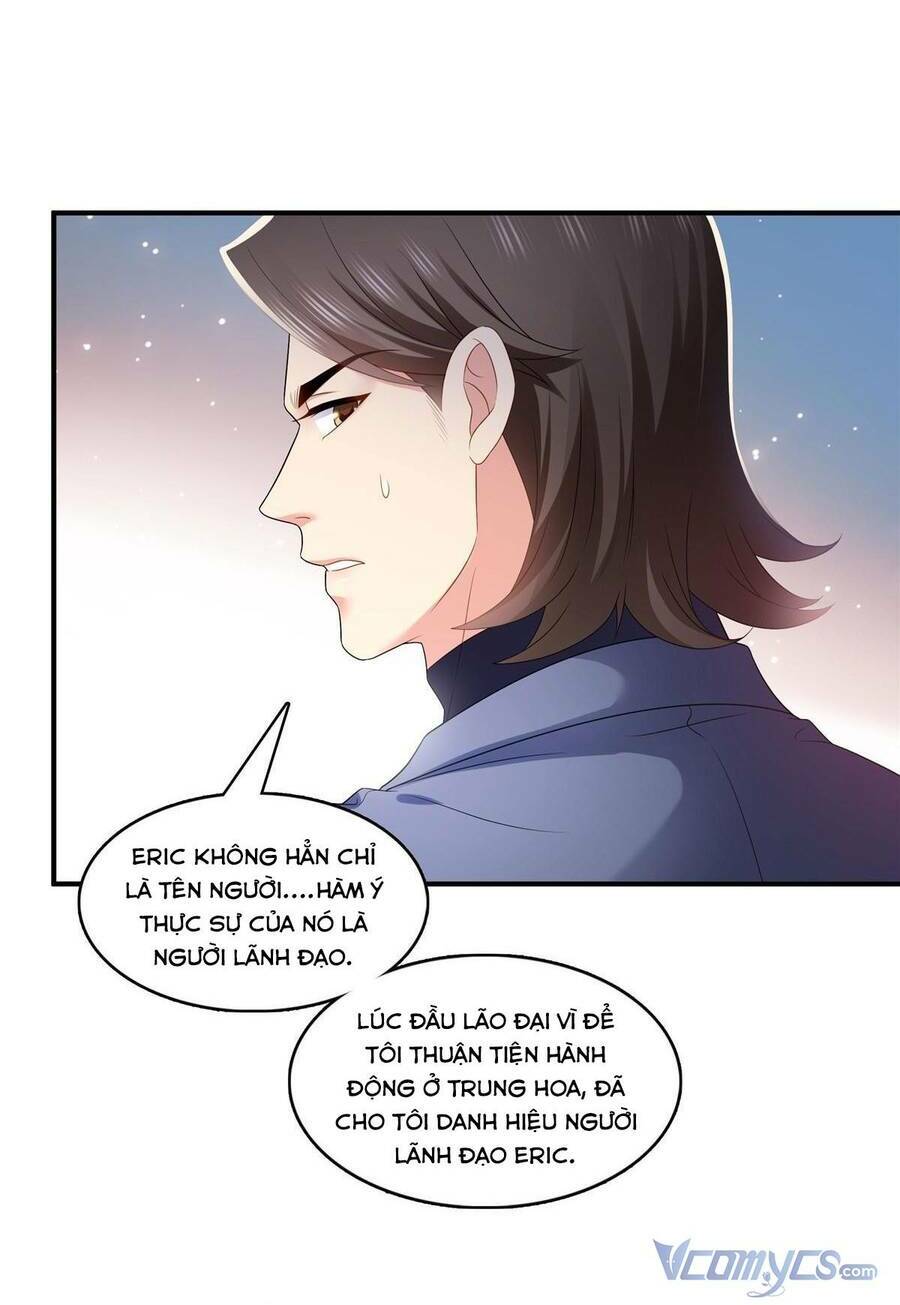 ERIC KHÔNG HẲN CHỈ
LÀ TÊN NGƯỜI....HÀM Ý
THỰC SỰ CỦA NÓ LÀ
NGƯỜI LÃNH ĐẠO.
LÚC ĐẦU LÃO ĐẠI VÌ ĐỂ
TÔI THUẬN TIỆN HÀNH
ĐỘNG Ở TRUNG HOA, ĐÃ
CHO TÔI DANH HIỆU NGƯỜI
LÃNH ĐẠO ERIC.
VCOMYCS.com